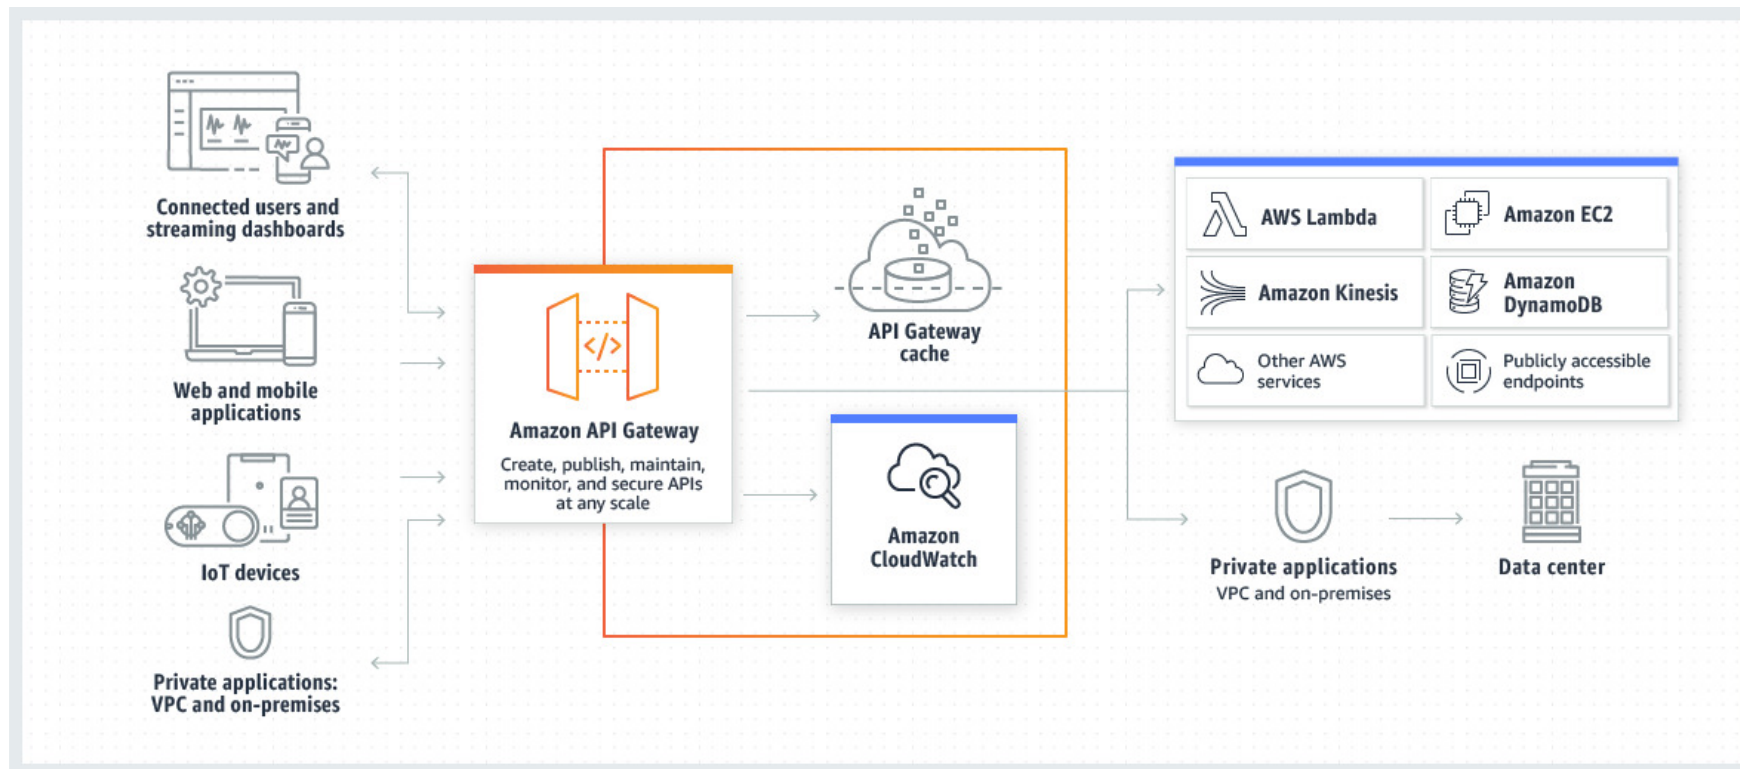 Connected users and
streaming dashboards
Web and mobile
applications
IoT devices
Private applications:
VPC and on-premises
</>
Amazon API Gateway
Create, publish, maintain,
monitor, and secure APIs
at any scale
API Gateway
cache
Amazon
CloudWatch
AWS Lambda
Amazon EC2
Amazon Kinesis
Amazon
DynamoDB
Other AWS
services
Publicly accessible
endpoints
Private applications
VPC and on-premises
Data center